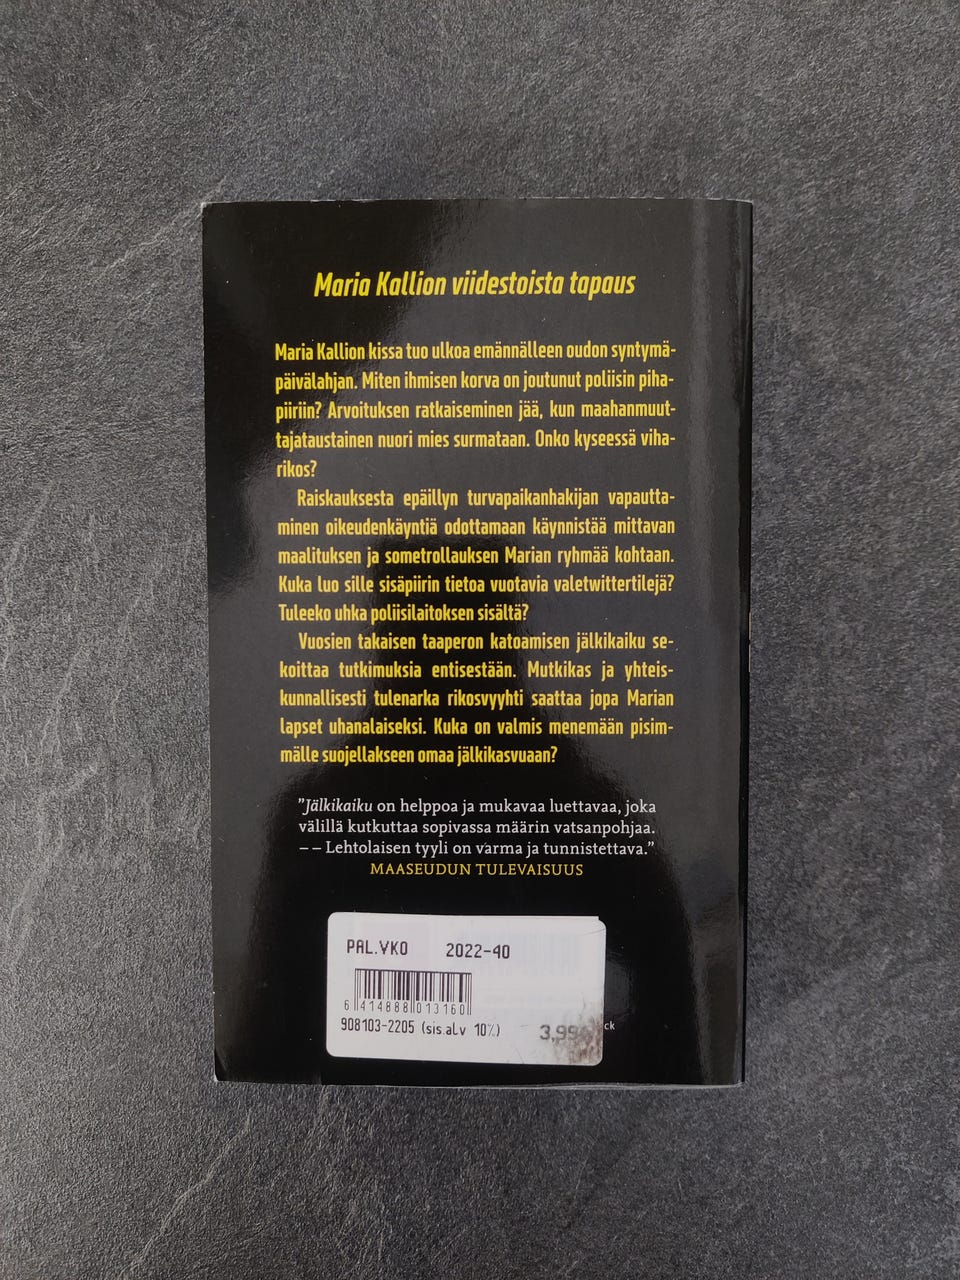 Maria Kallion viidestoista tapaus
Maria Kallion kissa tuo ulkoa emännälleen oudon syntymä-
päivälahjan. Miten ihmisen korva on joutunut poliisin piha-
piiriin? Arvoituksen ratkaiseminen jää, kun maahanmuut-
tajataustainen nuori mies surmataan. Onko kyseessä viha-
rikos?
Raiskauksesta epäillyn turvapaikanhakijan vapautta-
minen oikeudenkäyntiä odottamaan käynnistää mittavan
maalituksen ja sometrollauksen Marian ryhmää kohtaan.
Kuka luo sille sisäpiirin tietoa vuotavia valetwittertilejä?
Tuleeko uhka poliisilaitoksen sisältä?
Vuosien takaisen taaperon katoamisen jälkikaiku se-
koittaa tutkimuksia entisestään. Mutkikas ja yhteis-
kunnallisesti tulenarka rikosvyyhti saattaa jopa Marian
lapset uhanalaiseksi. Kuka on valmis menemään pisim-
mälle suojellakseen omaa jälkikasvuaan?
"Jälkikaiku on helppoa ja mukavaa luettavaa, joka
välillä kutkuttaa sopivassa määrin vatsanpohjaa.
– – Lehtolaisen tyyli on varma ja tunnistettava."
MAASEUDUN TULEVAISUUS
PAL.VKO 2022-40
6 414888 013160
908103-2205 (sis.alv 10%) 3,99
ck